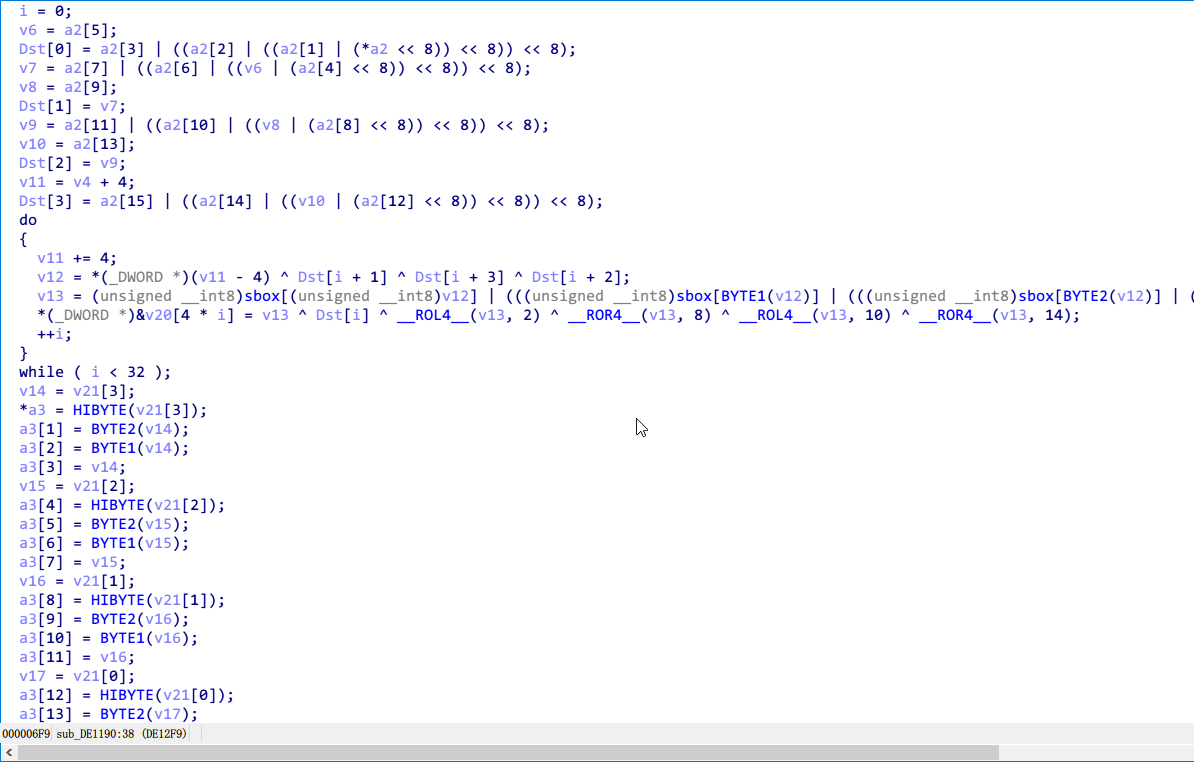 i = 0;
v6 = a2[5];
Dst[0] = a2[3] | ((a2[2] | ((a2[1] | (*a2 << 8)) << 8)) << 8);
v7 = a2[7] | ((a2[6] | ((v6 | (a2[4] << 8)) << 8)) << 8);
v8 = a2[9];
Dst[1] = v7;
v9 = a2[11] | ((a2[10] | ((v8 | (a2[8] << 8)) << 8)) << 8);
v10 = a2[13];
Dst[2] = v9;
v11 = v4 + 4;
Dst[3] = a2[15] | ((a2[14] | ((v10 | (a2[12] << 8)) << 8)) << 8);
do
{
v11 += 4;
v12 = *(_DWORD *)(v11 - 4) ^ Dst[i + 1] ^ Dst[i + 3] ^ Dst[i + 2];
v13 = (unsigned __int8)sbox[(unsigned __int8)v12] | (((unsigned __int8)sbox[BYTE1(v12)] | (((unsigned __int8)sbox[BYTE2(v12)] | (
*(_DWORD *)&v20[4 * i] = v13 ^ Dst[i] ^ __ROL4__(v13, 2) ^ __ROR4__(v13, 8) ^ __ROL4__(v13, 10) ^ __ROR4__(v13, 14);
++i;
}
while ( i < 32 );
v14 = v21[3];
*a3 = HIBYTE(v21[3]);
a3[1] = BYTE2(v14);
a3[2] = BYTE1(v14);
a3[3] = v14;
v15 = v21[2];
a3[4] = HIBYTE(v21[2]);
a3[5] = BYTE2(v15);
a3[6] = BYTE1(v15);
a3[7] = v15;
v16 = v21[1];
a3[8] = HIBYTE(v21[1]);
a3[9] = BYTE2(v16);
a3[10] = BYTE1(v16);
a3[11] = v16;
v17 = v21[0];
a3[12] = HIBYTE(v21[0]);
a3[13] = BYTE2(v17);
000006F9 sub_DE1190:38 (DE12F9)